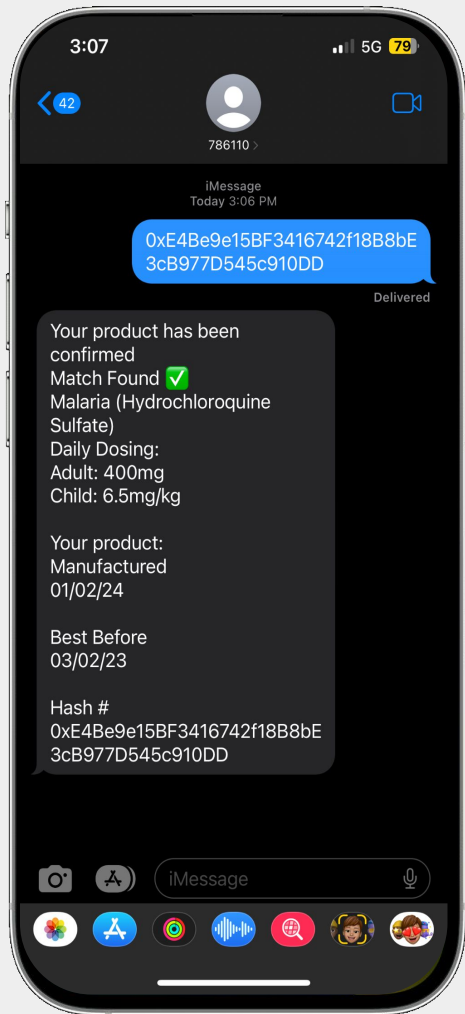 3:07
5G 79
42
786110
iMessage
Today 3:06 PM
0xE4Be9e15BF3416742f18B8bE
3cB977D545c910DD
Delivered
Your product has been
confirmed
Match Found ✅
Malaria (Hydrochloroquine
Sulfate)
Daily Dosing:
Adult: 400mg
Child: 6.5mg/kg
Your product:
Manufactured
01/02/24
Best Before
03/02/23
Hash #
0xE4Be9e15BF3416742f18B8bE
3cB977D545c910DD
iMessage